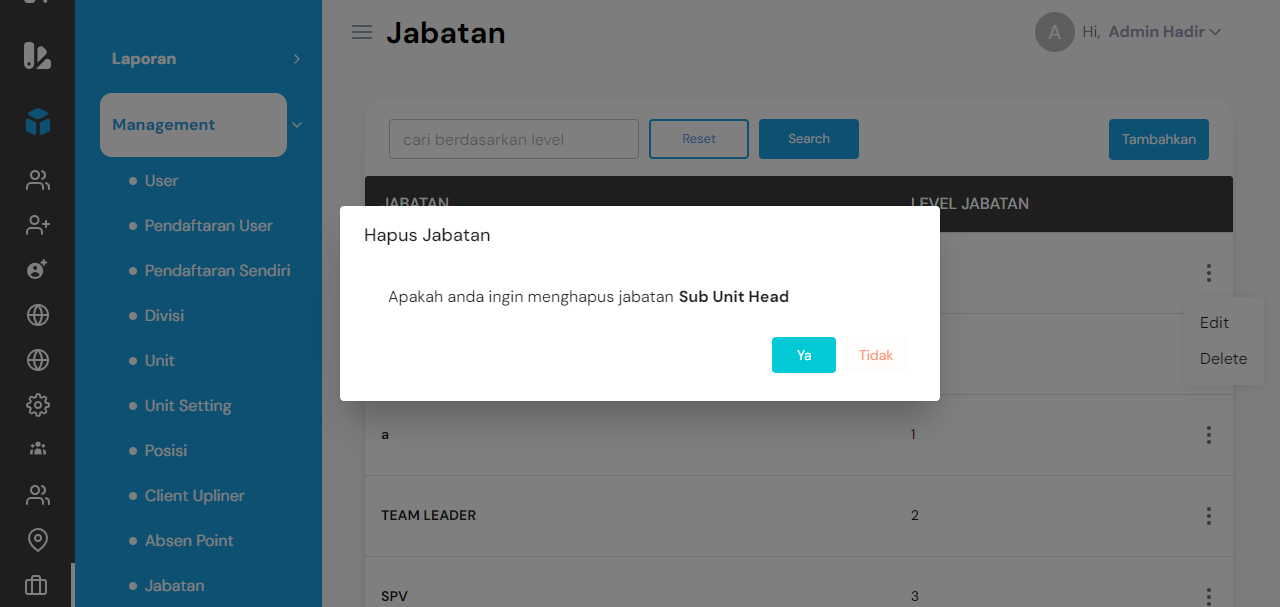 Jabatan
A Hi, Admin Hadir
Laporan
Management
User
Pendaftaran User
Pendaftaran Sendiri
Divisi
Unit
Unit Setting
Posisi
Client Upliner
Absen Point
Jabatan
cari berdasarkan level Reset Search Tambahkan
JABATAN LEVEL JABATAN
Hapus Jabatan
Apakah anda ingin menghapus jabatan Sub Unit Head
Ya Tidak
Edit
Delete
a 1
TEAM LEADER 2
SPV 3